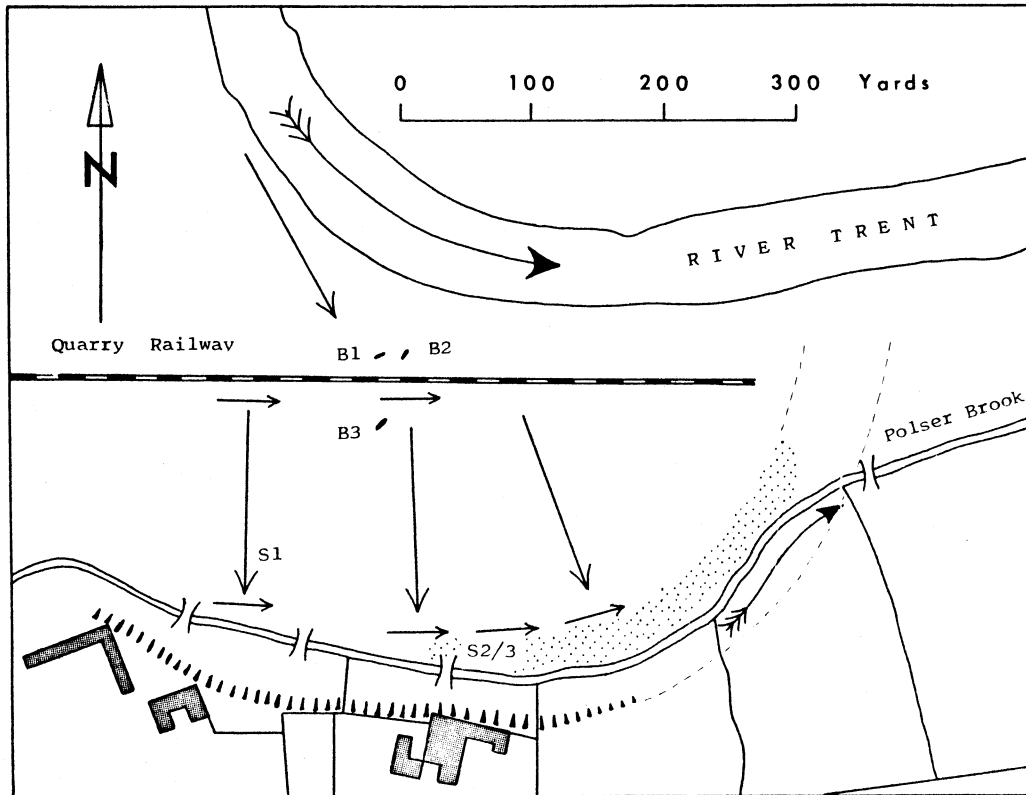 0 100 200 300 Yards
N
RIVER TRENT
Quarry Railwav
B1 B2
B3
Polser Brook
S1
S2/3